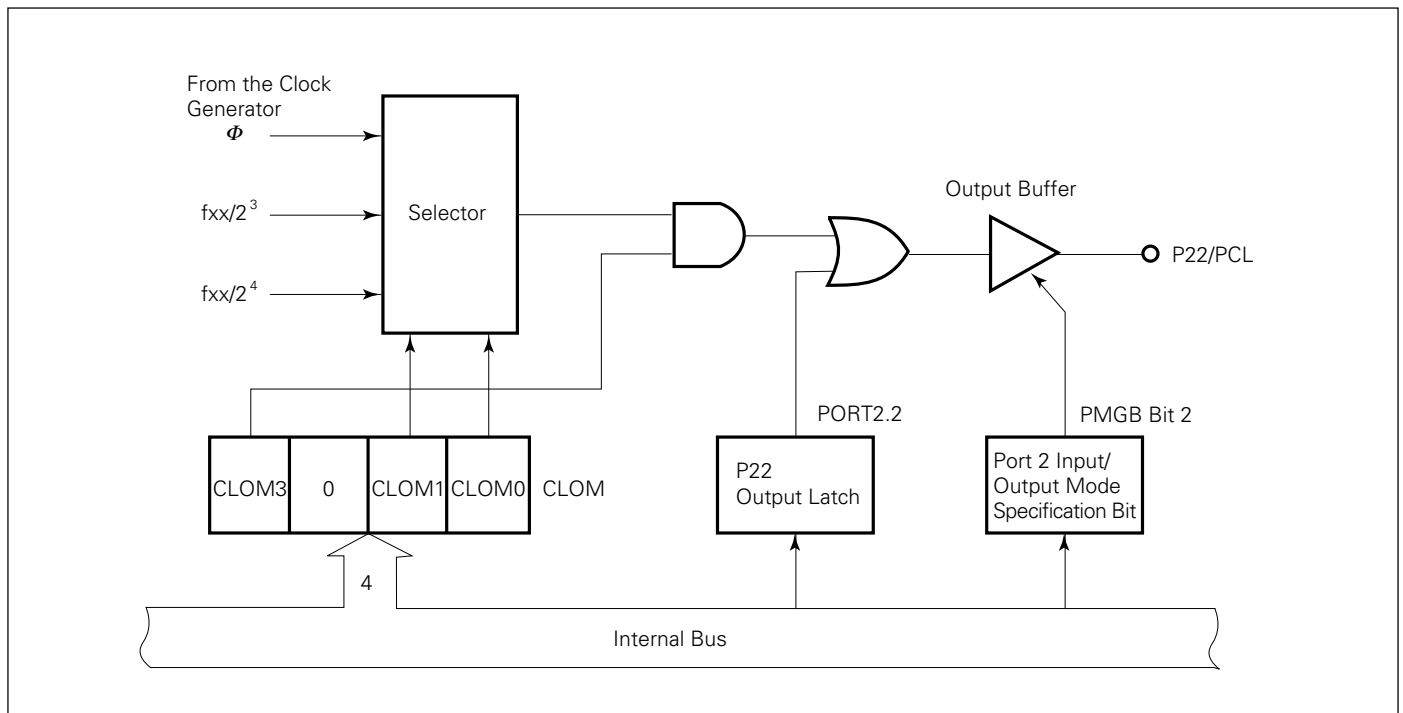 From the Clock
Generator
Φ
fxx/2³
fxx/2⁴
Selector
Output Buffer
P22/PCL
PORT2.2
PMGB Bit 2
CLOM3 0 CLOM1 CLOM0 CLOM
P22
Output Latch
Port 2 Input/
Output Mode
Specification Bit
4
Internal Bus